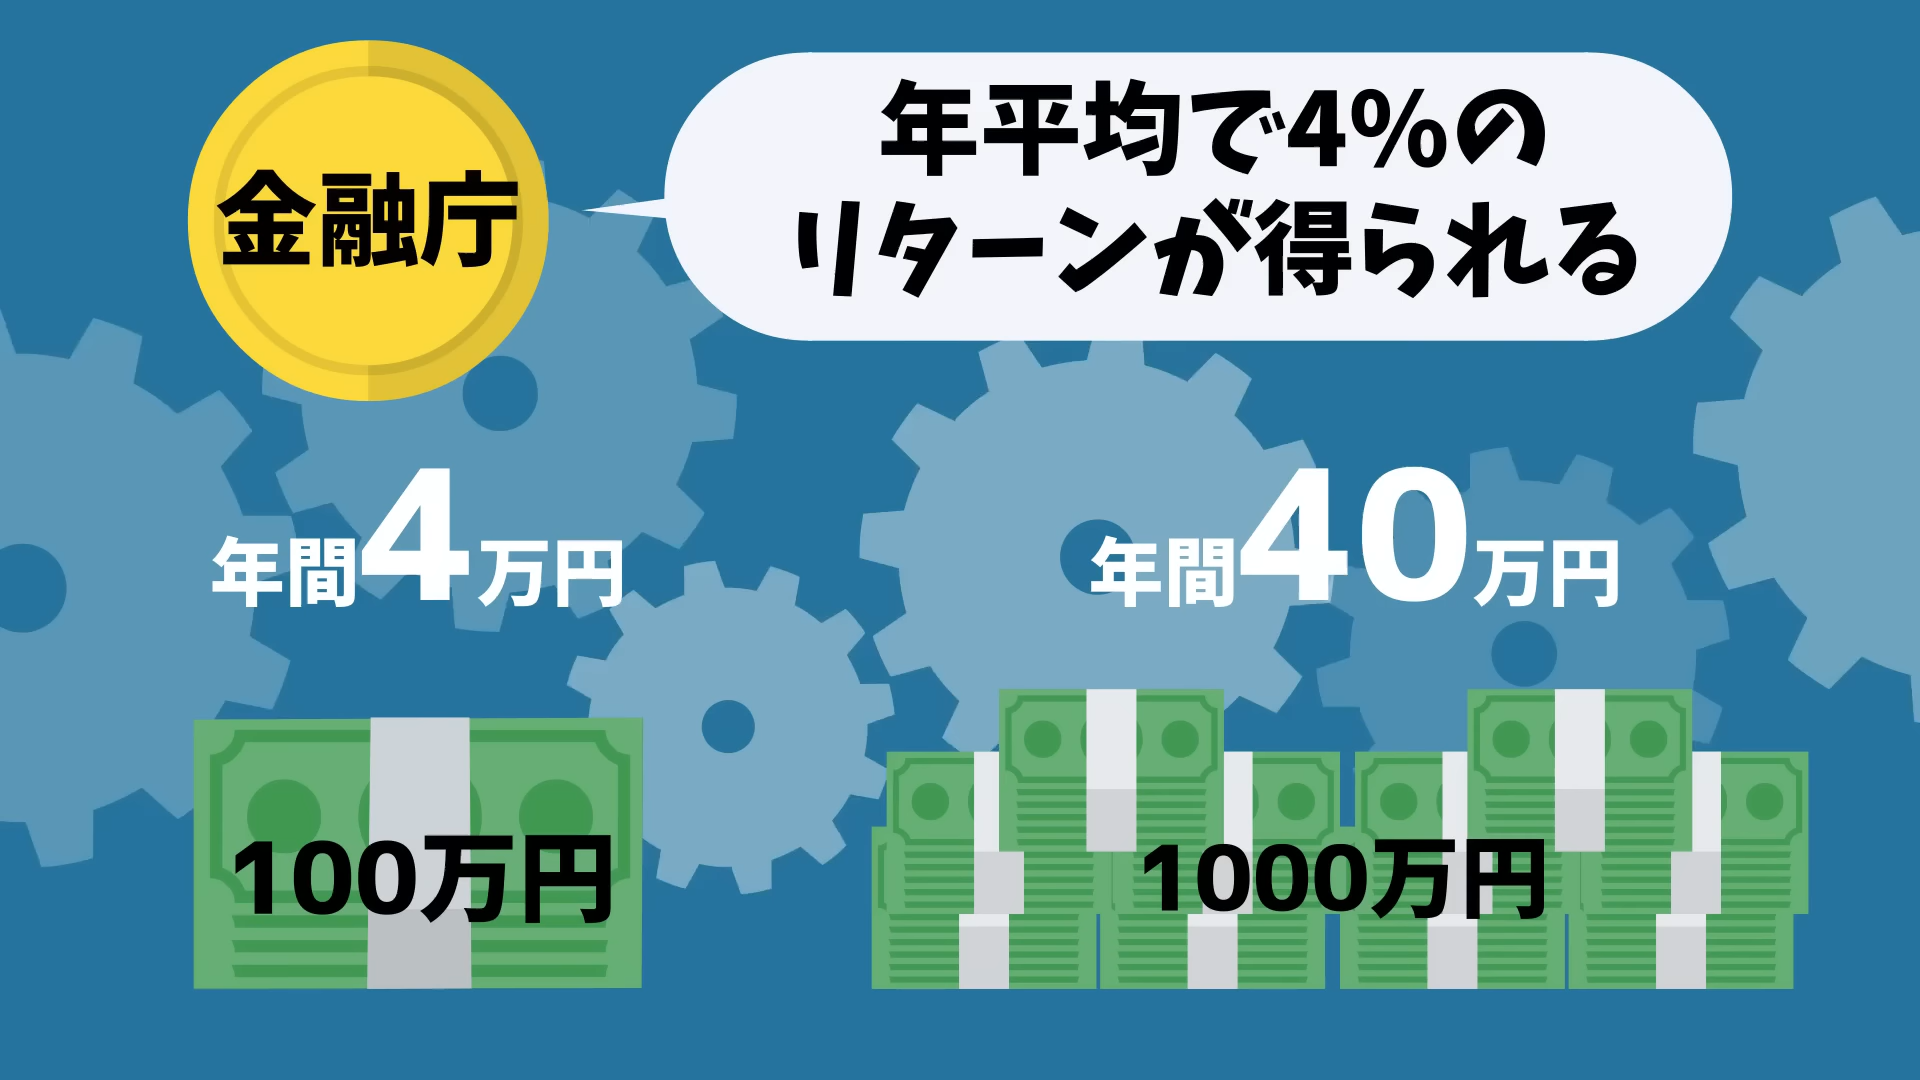 金融庁
年平均で4%の
リターンが得られる
年間4万円
年間40万円
100万円
1000万円